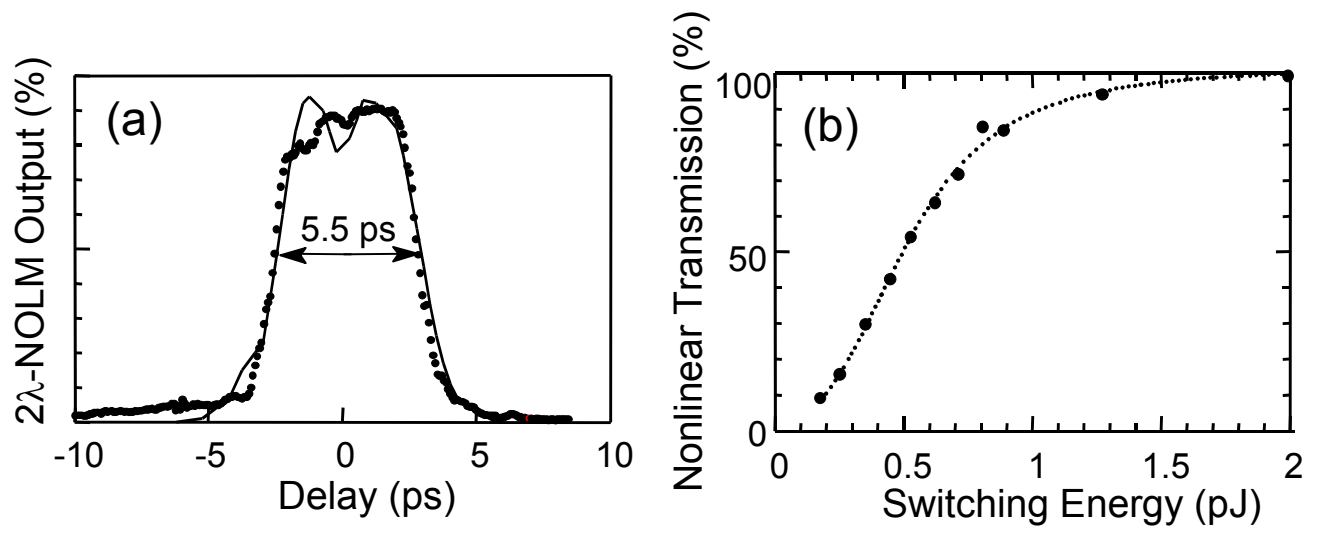 2λ-NOLM Output (%)
(a)
5.5 ps
-10 -5 0 5 10
Delay (ps)
Nonlinear Transmission (%)
100
50
0
(b)
0 0.5 1 1.5 2
Switching Energy (pJ)